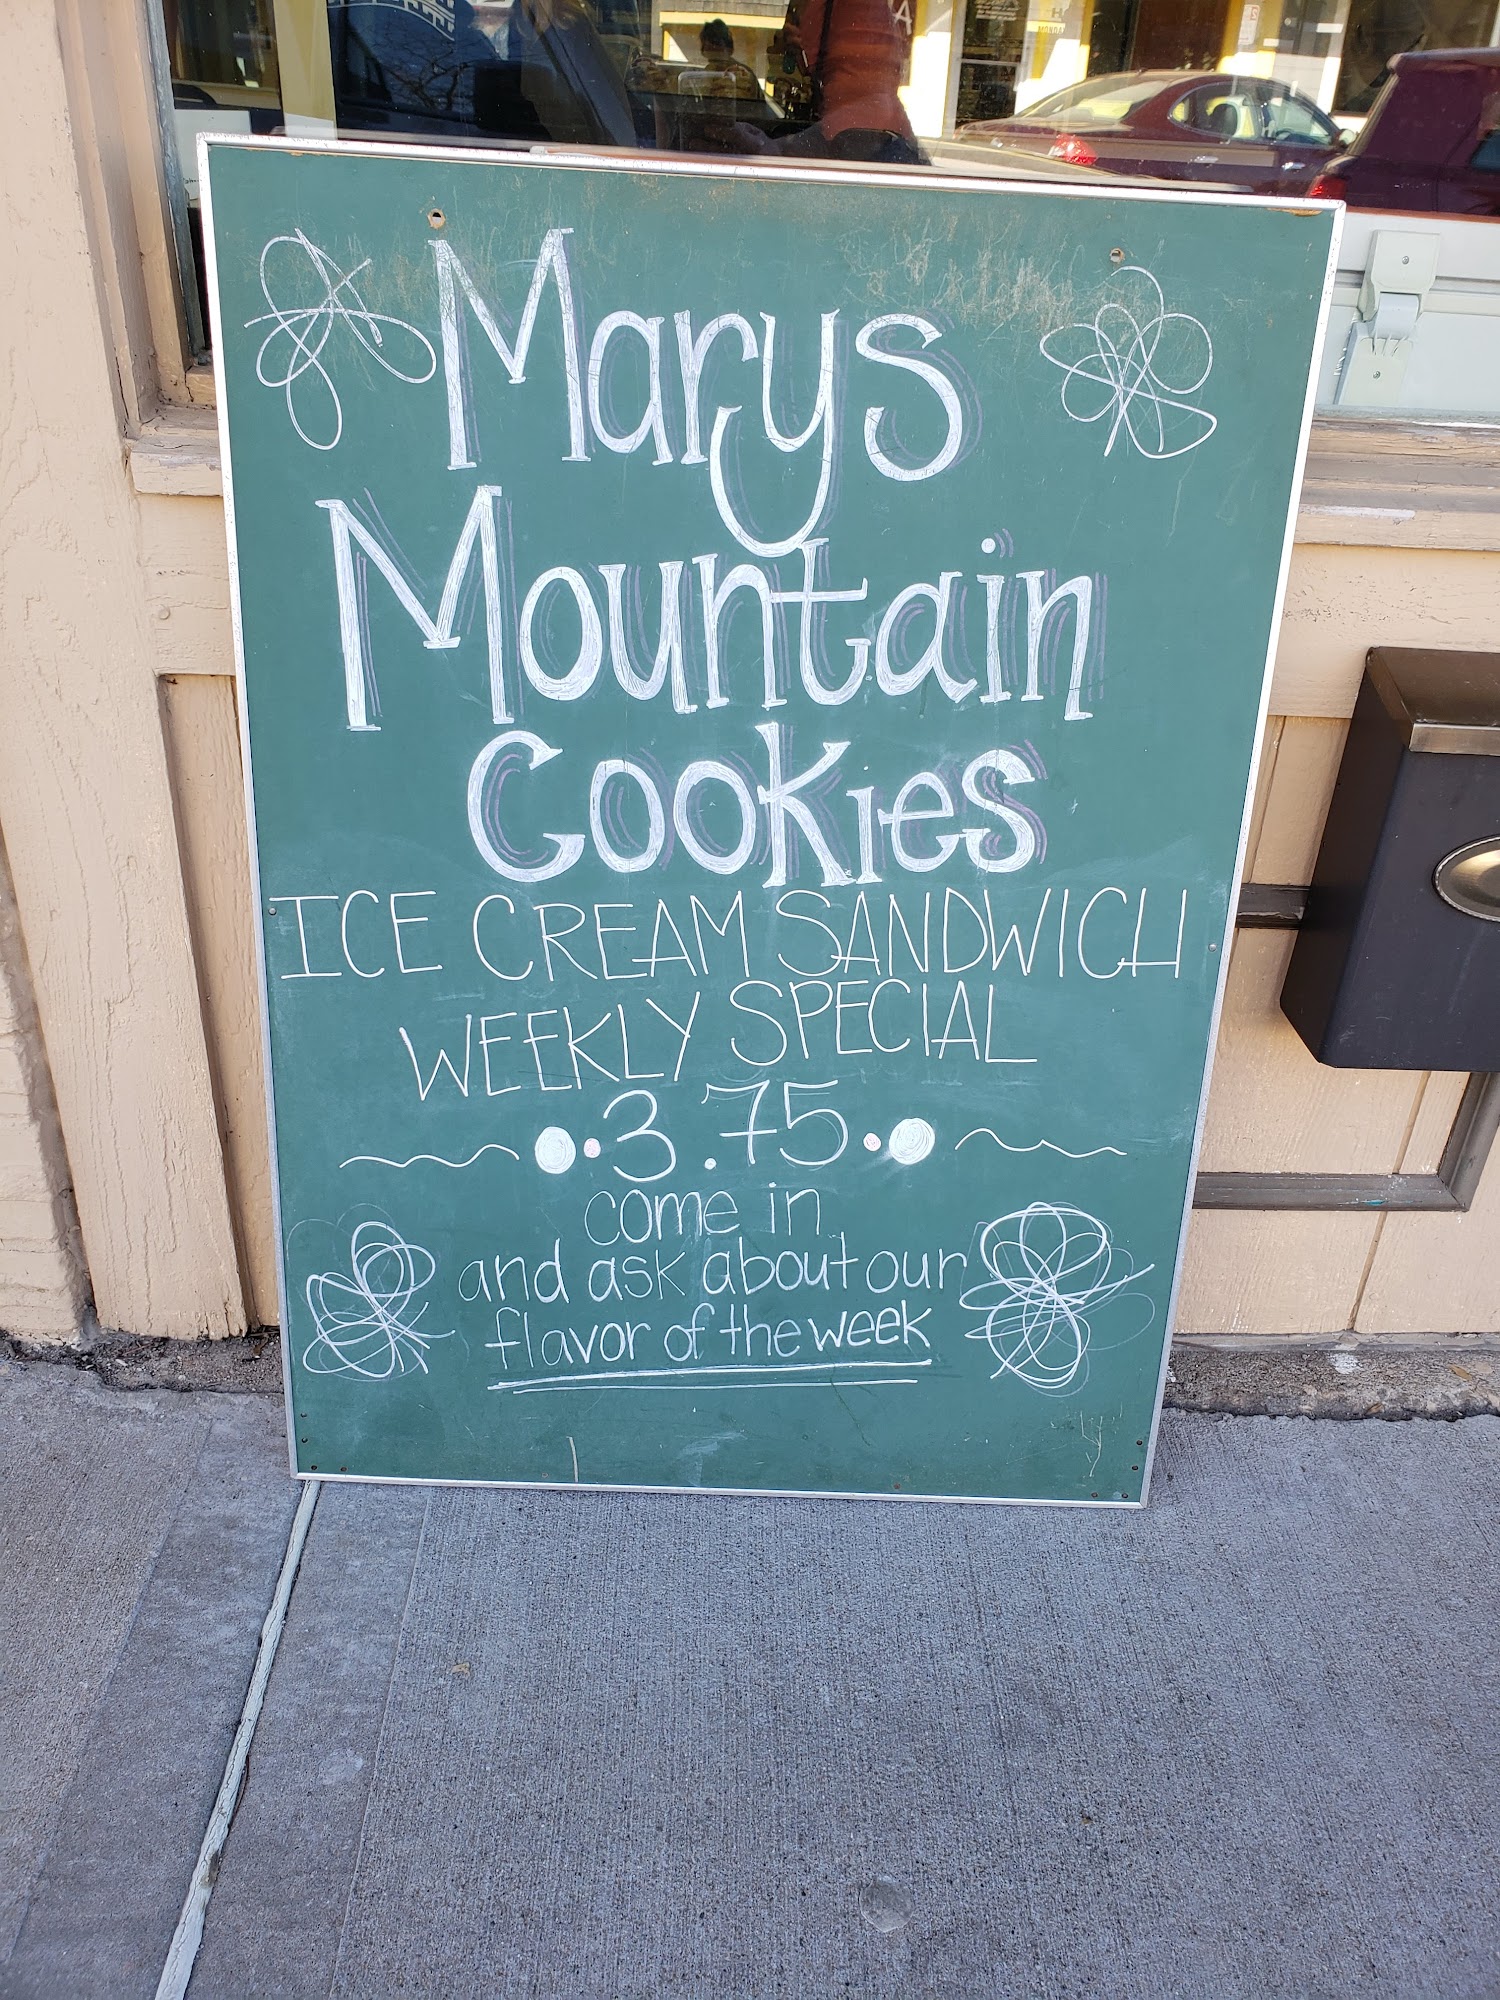 Marys
Mountain
Cookies
ICE CREAM SANDWICH
WEEKLY SPECIAL
3.75
come in
and ask about our
flavor of the week